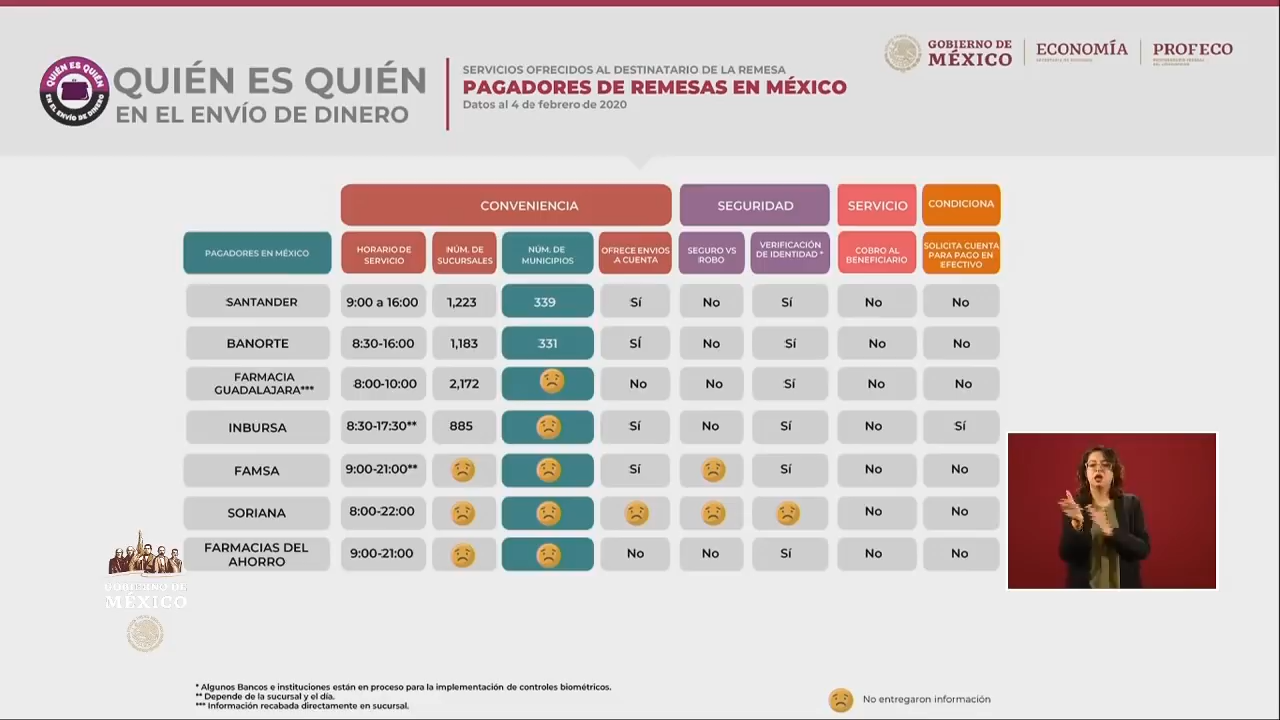 QUIÉN ES QUIÉN
EN EL ENVÍO DE DINERO
QUIÉN ES QUIÉN
EN EL ENVÍO DE DINERO
SERVICIOS OFRECIDOS AL DESTINATARIO DE LA REMESA
PAGADORES DE REMESAS EN MÉXICO
Datos al 4 de febrero de 2020
GOBIERNO DE
MÉXICO
ECONOMÍA
PROFECO
CONVENIENCIA SEGURIDAD SERVICIO CONDICIONA
PAGADORES EN MÉXICO
HORARIO DE
SERVICIO
NÚM. DE
SUCURSALES
NÚM. DE
MUNICIPIOS
OFRECE ENVIOS
A CUENTA
SEGURO VS
ROBO
VERIFICACIÓN
DE IDENTIDAD *
COBRO AL
BENEFICIARIO
SOLICITA CUENTA
PARA PAGO EN
EFECTIVO
SANTANDER 9:00 a 16:00 1,223 339 Sí No Sí No No
BANORTE 8:30-16:00 1,183 331 SÍ No Sí No No
FARMACIA
GUADALAJARA*** 8:00-10:00 2,172 No No Sí No No
INBURSA 8:30-17:30** 885 Sí No Sí No Sí
FAMSA 9:00-21:00** Sí Sí No No
SORIANA 8:00-22:00 No No
FARMACIAS DEL
AHORRO 9:00-21:00 No No Sí No No
GOBIERNO DE
MÉXICO
* Algunos Bancos e instituciones están en proceso para la implementación de controles biométricos.
** Depende de la sucursal y el día.
*** Información recabada directamente en sucursal.
No entregaron información